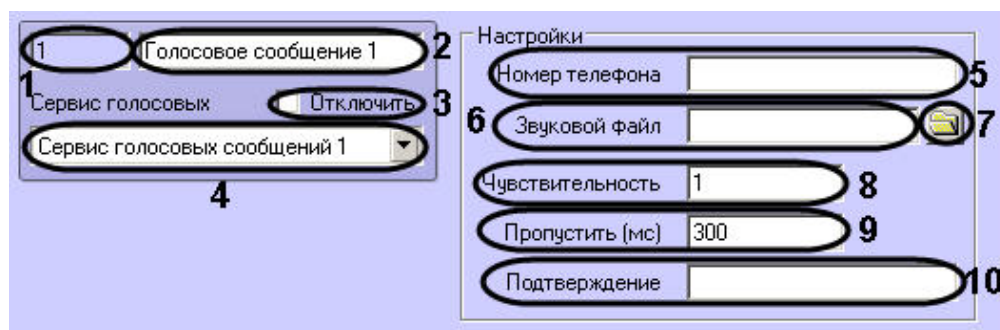 1 Голосовое сообщение 1 2
1
Сервис голосовых Отключить 3
Сервис голосовых сообщений 1
4
Настройки
Номер телефона 5
6 Звуковой файл 7
Чувствительность 1 8
Пропустить (мс) 300 9
Подтверждение 10